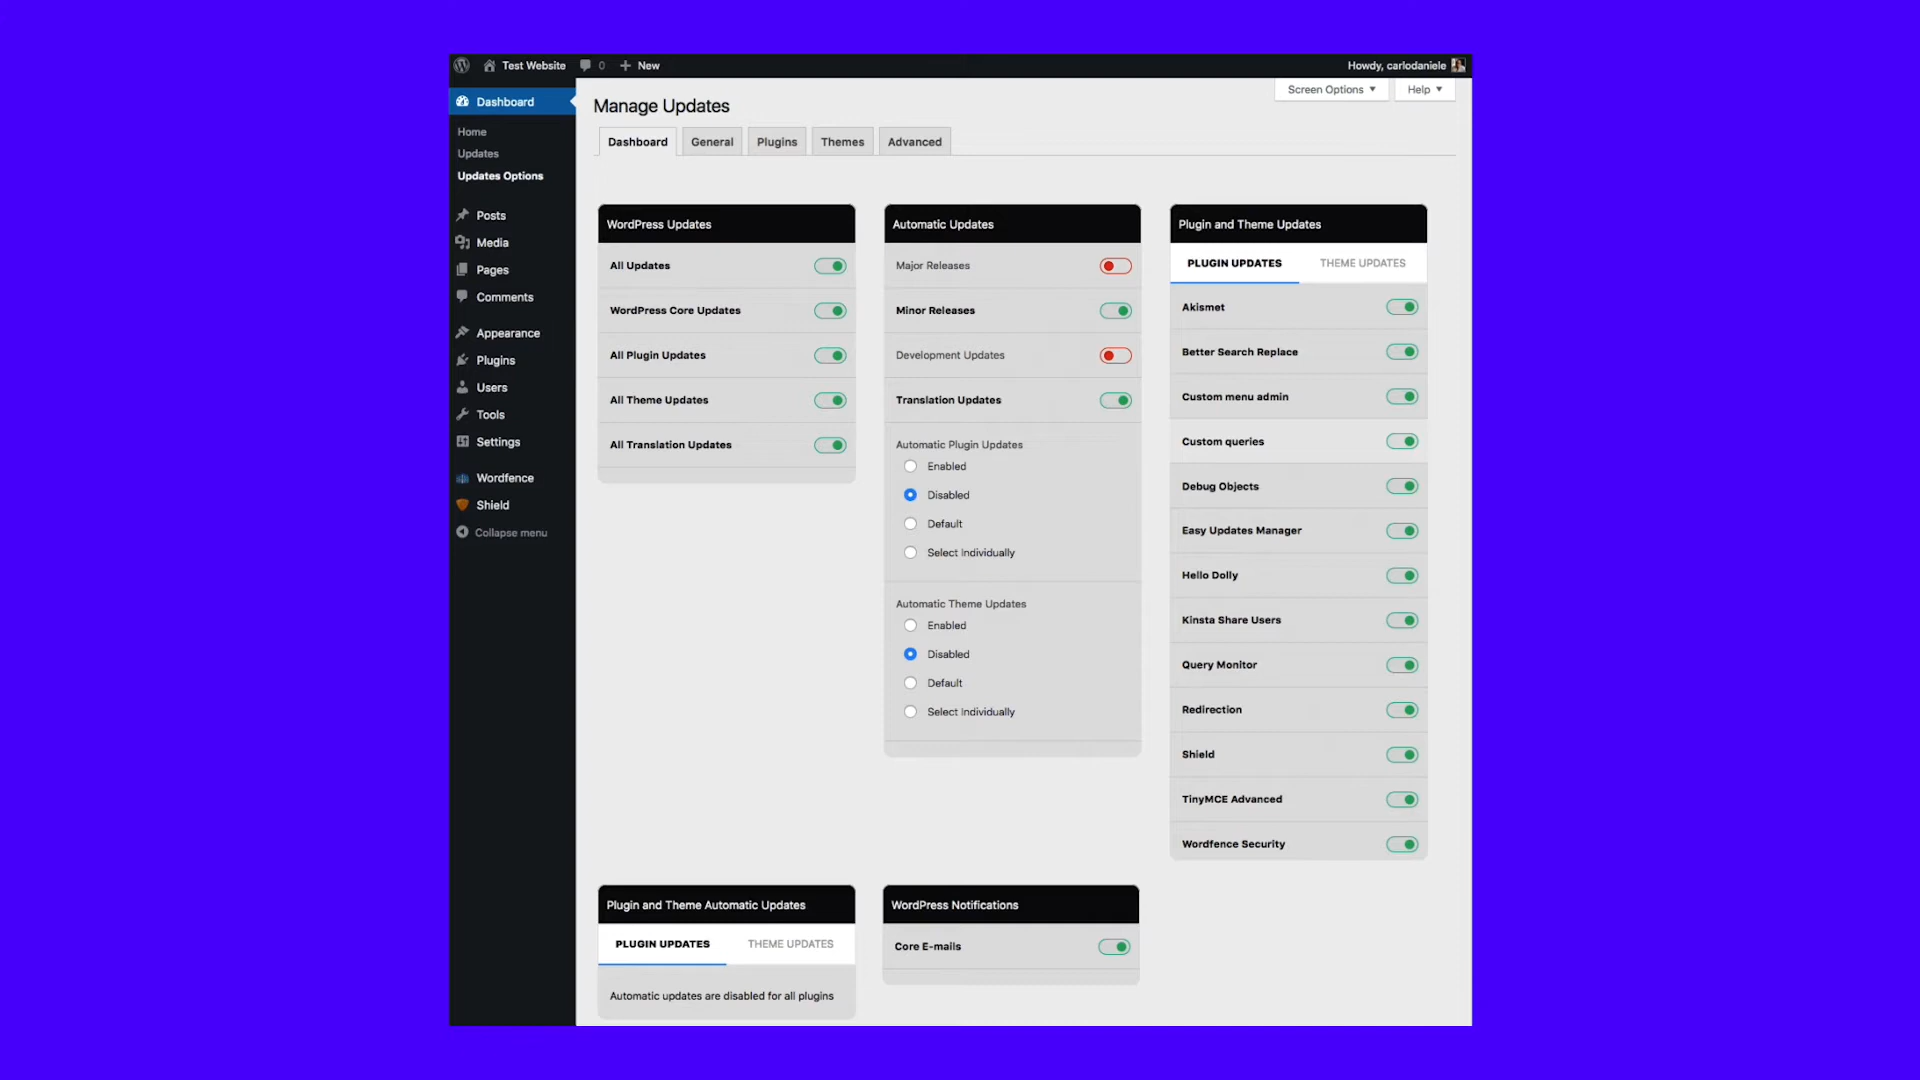 Test Website
0
New
Howdy, carlodaniele
Dashboard
Home
Updates
Updates Options
Posts
Media
Pages
Comments
Appearance
Plugins
Users
Tools
Settings
Wordfence
Shield
Collapse menu
Screen Options
Help
Manage Updates
Dashboard
General
Plugins
Themes
Advanced
WordPress Updates
All Updates
WordPress Core Updates
All Plugin Updates
All Theme Updates
All Translation Updates
Automatic Updates
Major Releases
Minor Releases
Development Updates
Translation Updates
Automatic Plugin Updates
Enabled
Disabled
Default
Select Individually
Automatic Theme Updates
Enabled
Disabled
Default
Select Individually
Plugin and Theme Updates
PLUGIN UPDATES
THEME UPDATES
Akismet
Better Search Replace
Custom menu admin
Custom queries
Debug Objects
Easy Updates Manager
Hello Dolly
Kinsta Share Users
Query Monitor
Redirection
Shield
TinyMCE Advanced
Wordfence Security
Plugin and Theme Automatic Updates
PLUGIN UPDATES
THEME UPDATES
Automatic updates are disabled for all plugins
WordPress Notifications
Core E-mails